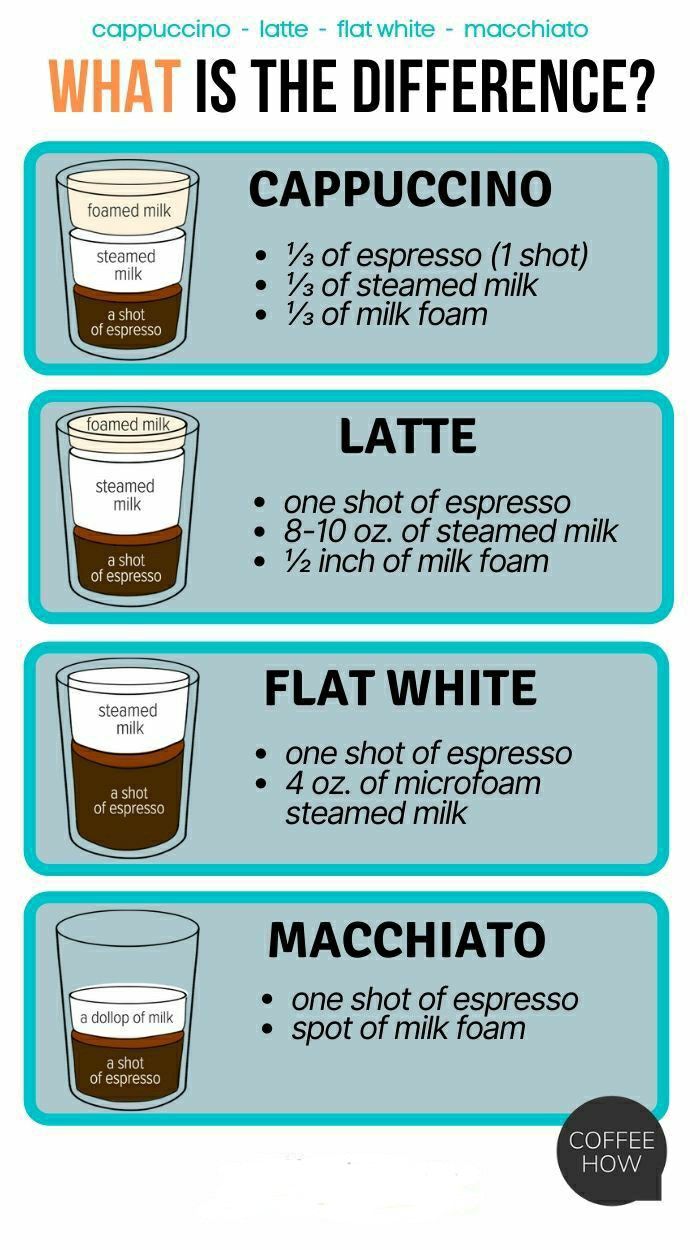 cappuccino - latte - flat white - macchiato
WHAT IS THE DIFFERENCE?
CAPPUCCINO
foamed milk
steamed
milk
a shot
of espresso
• ⅓ of espresso (1 shot)
• ⅓ of steamed milk
• ⅓ of milk foam
LATTE
foamed milk
steamed
milk
a shot
of espresso
• one shot of espresso
• 8-10 oz. of steamed milk
• ½ inch of milk foam
FLAT WHITE
steamed
milk
a shot
of espresso
• one shot of espresso
• 4 oz. of microfoam
steamed milk
MACCHIATO
a dollop of milk
a shot
of espresso
• one shot of espresso
• spot of milk foam
COFFEE
HOW